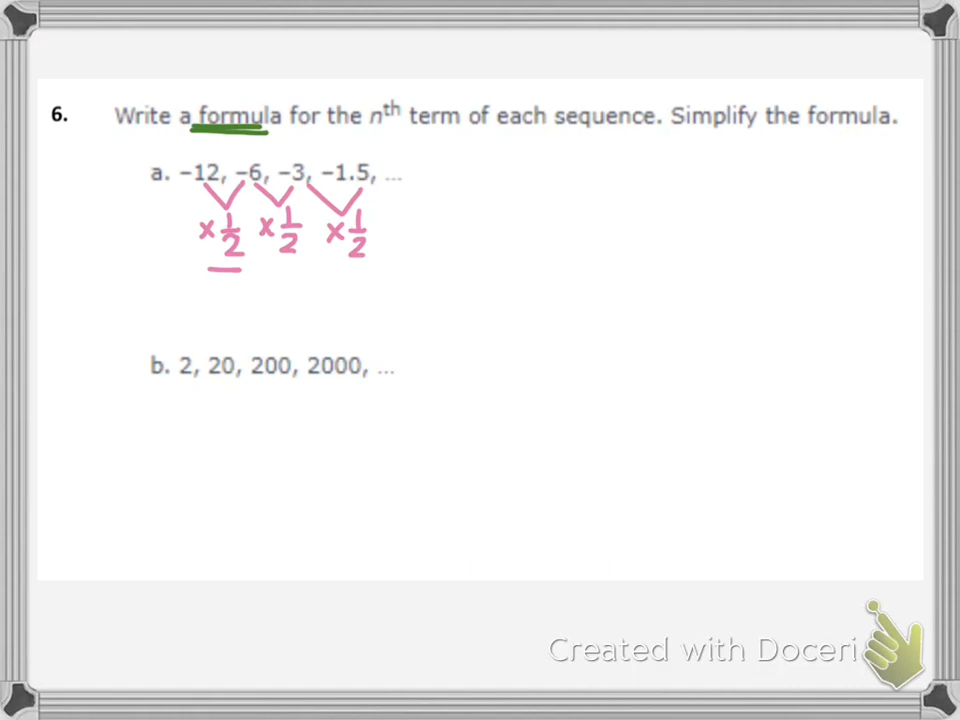 6. Write a formula for the nth term of each sequence. Simplify the formula.
a. −12, −6, −3, −1.5, ...
× 1/2 × 1/2 × 1/2
b. 2, 20, 200, 2000, ...
Created with Doceri